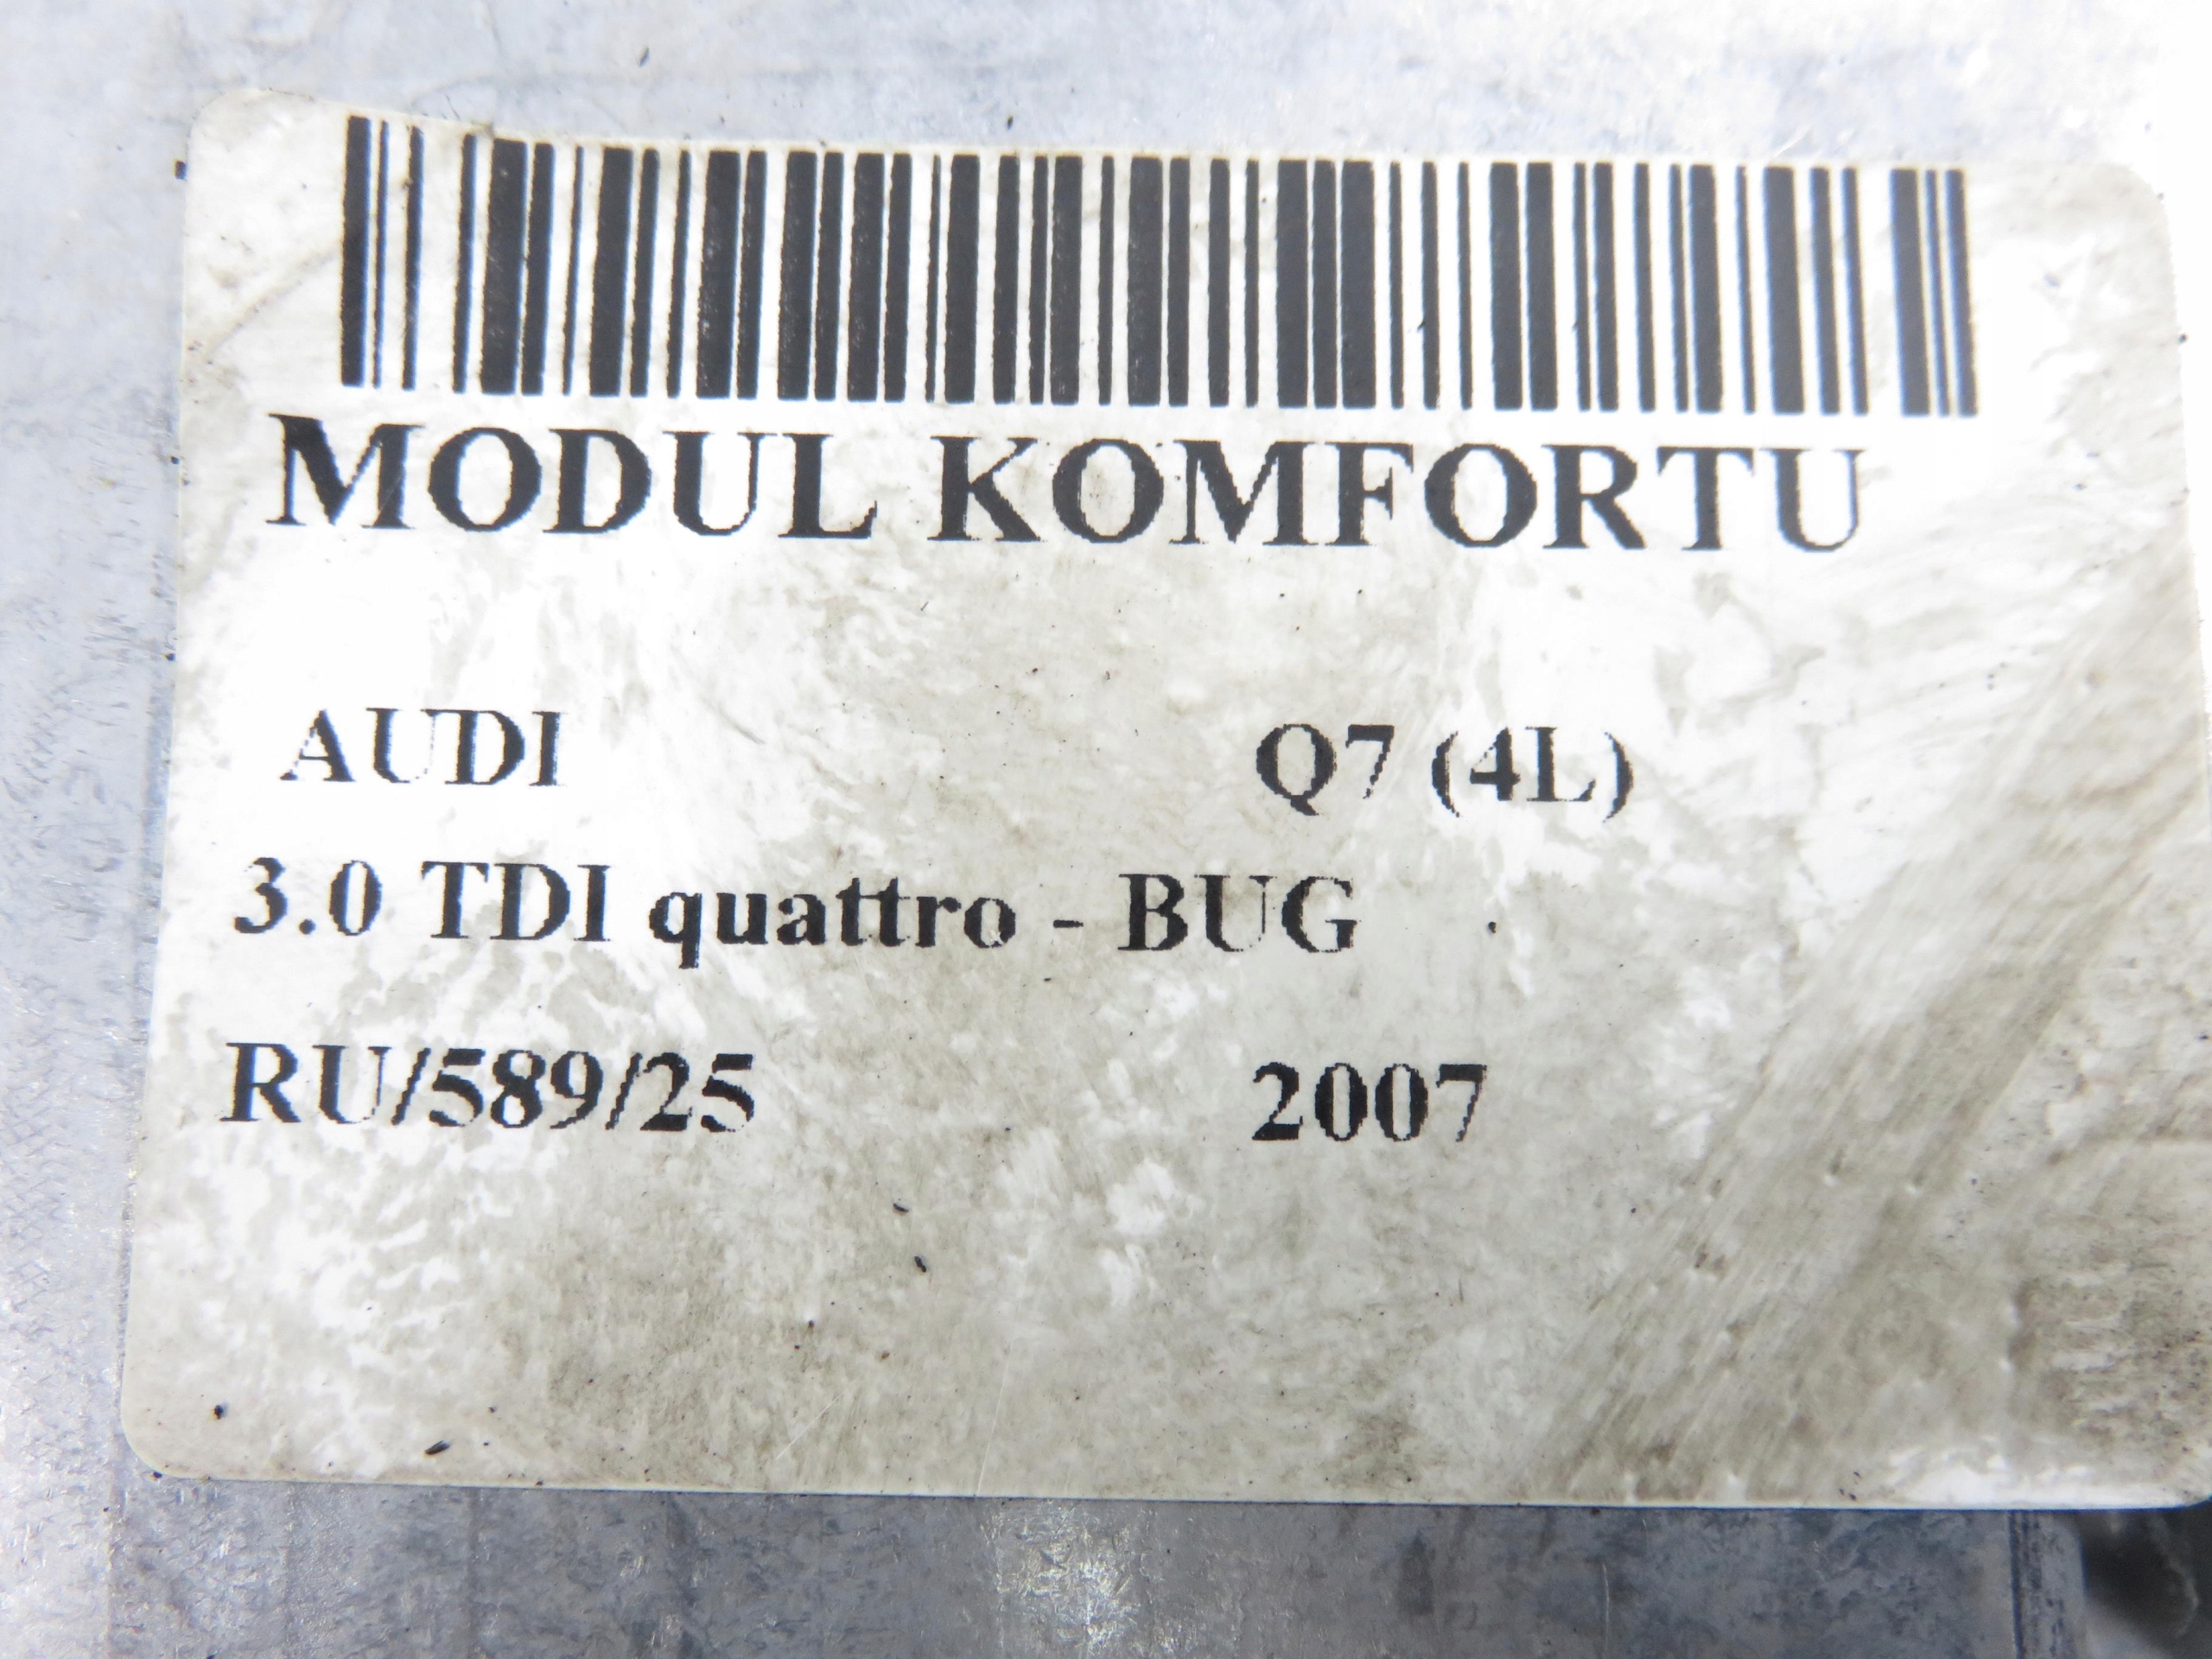 MODUL KOMFORTU
AUDI Q7 (4L)
3.0 TDI quattro - BUG
RU/589/25 2007